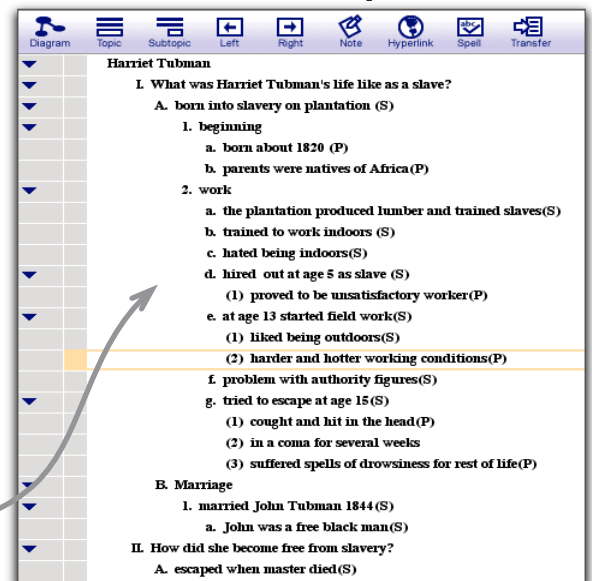 Diagram Topic Subtopic Left Right Note Hyperlink abc Spell Transfer
Harriet Tubman
I. What was Harriet Tubman's life like as a slave?
A. born into slavery on plantation (S)
1. beginning
a. born about 1820 (P)
b. parents were natives of Africa(P)
2. work
a. the plantation produced lumber and trained slaves(S)
b. trained to work indoors (S)
c. hated being indoors(S)
d. hired out at age 5 as slave (S)
(1) proved to be unsatisfactory worker(P)
e. at age 13 started field work(S)
(1) liked being outdoors(S)
(2) harder and hotter working conditions(P)
f. problem with authority figures(S)
g. tried to escape at age 15(S)
(1) cought and hit in the head(P)
(2) in a coma for several weeks
(3) suffered spells of drowsiness for rest of life(P)
B. Marriage
1. married John Tubman 1844(S)
a. John was a free black man(S)
II. How did she become free from slavery?
A. escaped when master died(S)